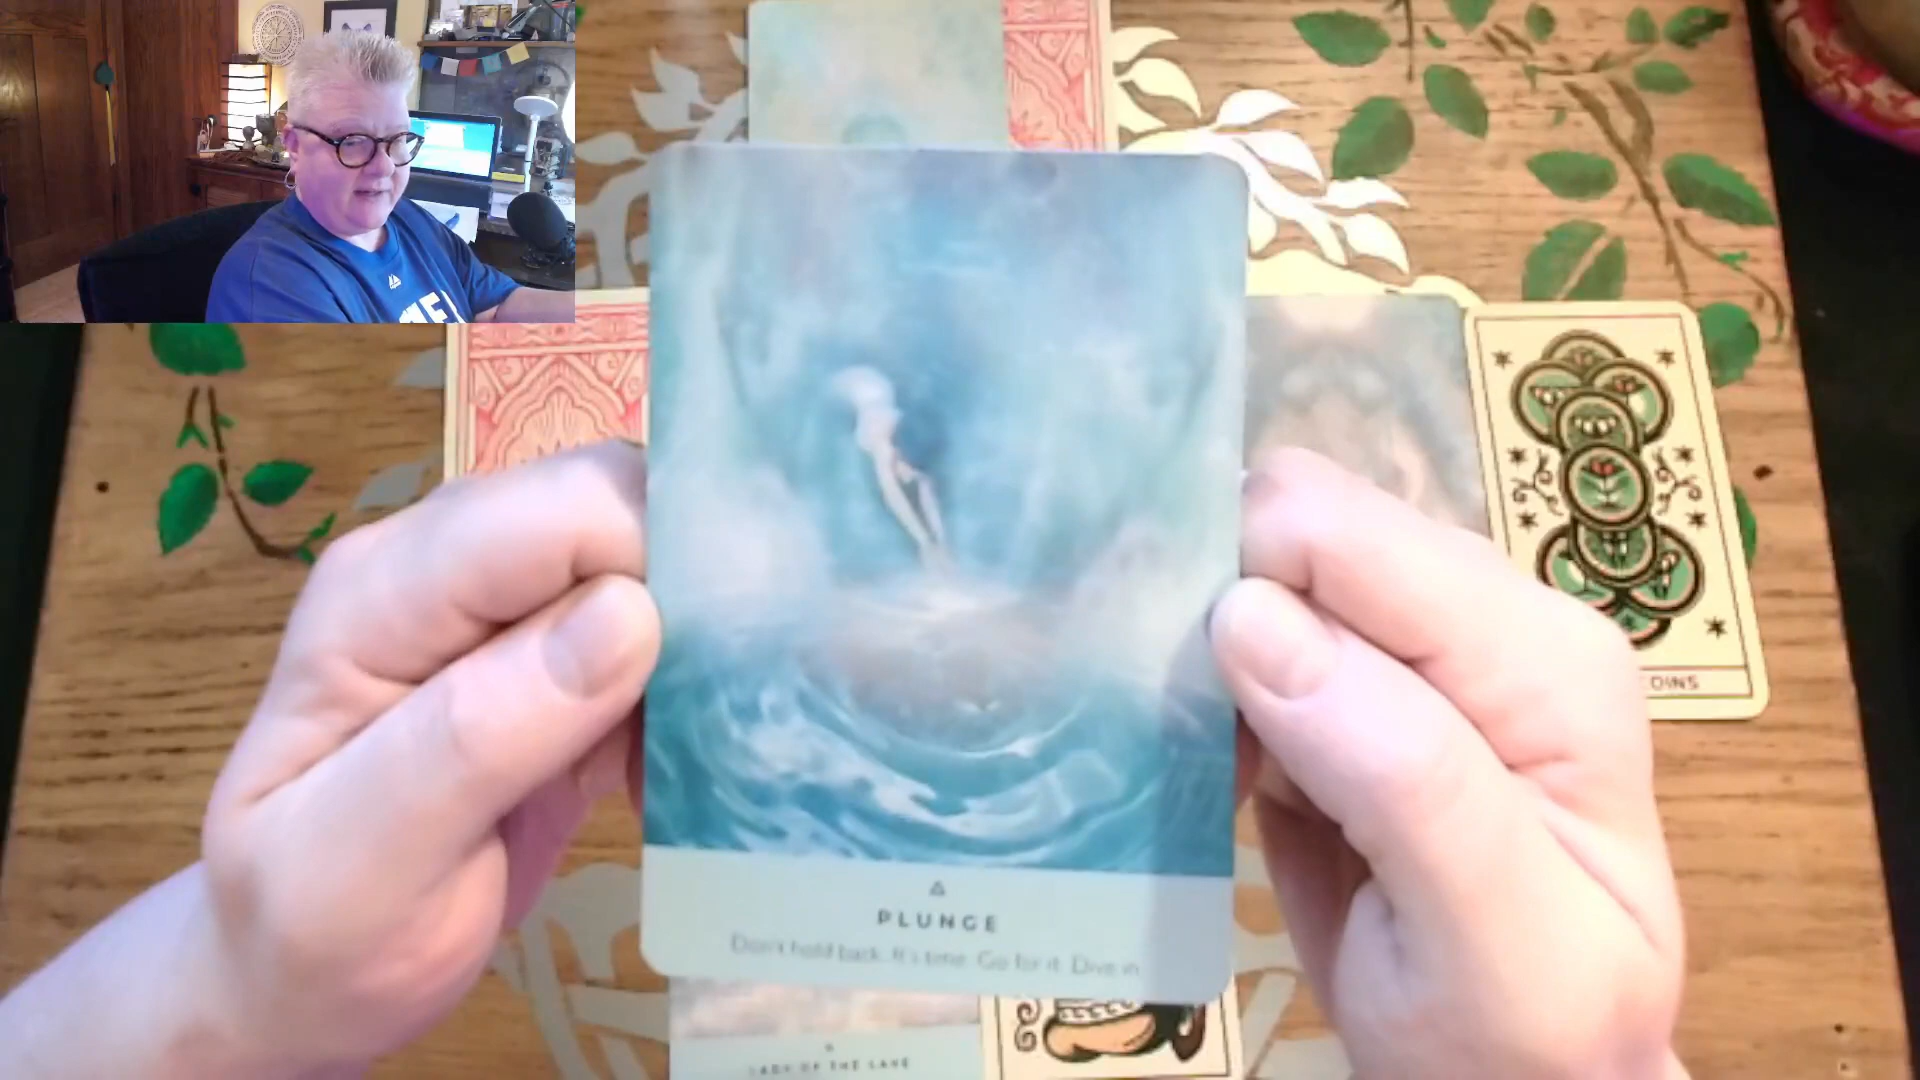 PLUNGE
Don't hold back. It's time. Go for it. Dive in
LADY OF THE LAKE